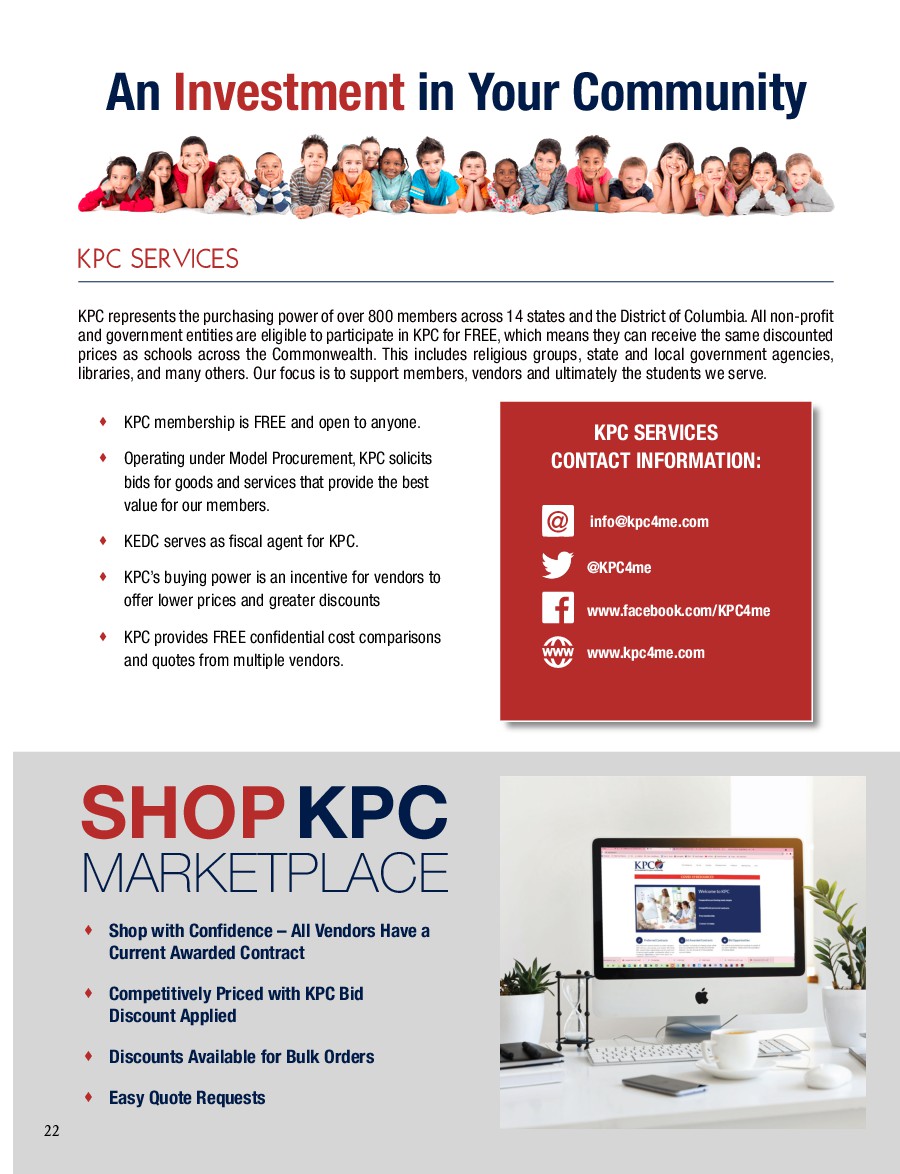 An Investment in Your Community
KPC SERVICES
KPC represents the purchasing power of over 800 members across 14 states and the District of Columbia. All non-profit
and government entities are eligible to participate in KPC for FREE, which means they can receive the same discounted
prices as schools across the Commonwealth. This includes religious groups, state and local government agencies,
libraries, and many others. Our focus is to support members, vendors and ultimately the students we serve.
♦ KPC membership is FREE and open to anyone.
♦ Operating under Model Procurement, KPC solicits
bids for goods and services that provide the best
value for our members.
♦ KEDC serves as fiscal agent for KPC.
♦ KPC's buying power is an incentive for vendors to
offer lower prices and greater discounts
♦ KPC provides FREE confidential cost comparisons
and quotes from multiple vendors.
KPC SERVICES
CONTACT INFORMATION:
@ info@kpc4me.com
@KPC4me
f www.facebook.com/KPC4me
www www.kpc4me.com
SHOP KPC
MARKETPLACE
♦ Shop with Confidence – All Vendors Have a
Current Awarded Contract
♦ Competitively Priced with KPC Bid
Discount Applied
♦ Discounts Available for Bulk Orders
♦ Easy Quote Requests
KPC
Welcome to KPC
22